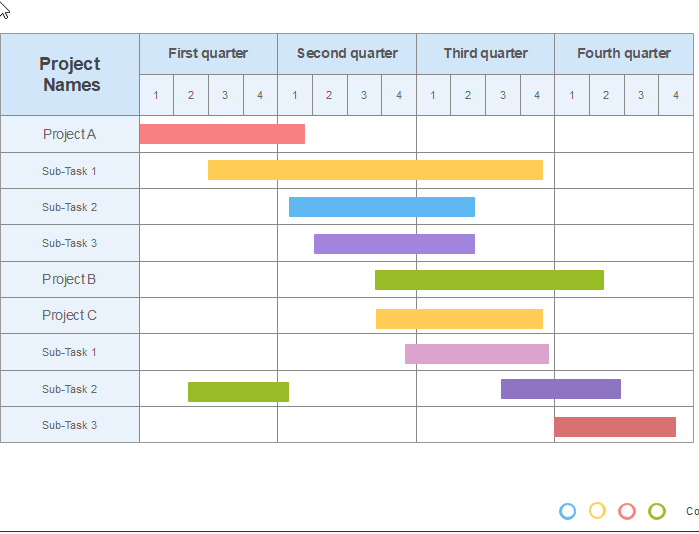 Project
Names
First quarter
Second quarter
Third quarter
Fourth quarter
1 2 3 4 1 2 3 4 1 2 3 4 1 2 3 4
Project A
Sub-Task 1
Sub-Task 2
Sub-Task 3
Project B
Project C
Sub-Task 1
Sub-Task 2
Sub-Task 3
Co